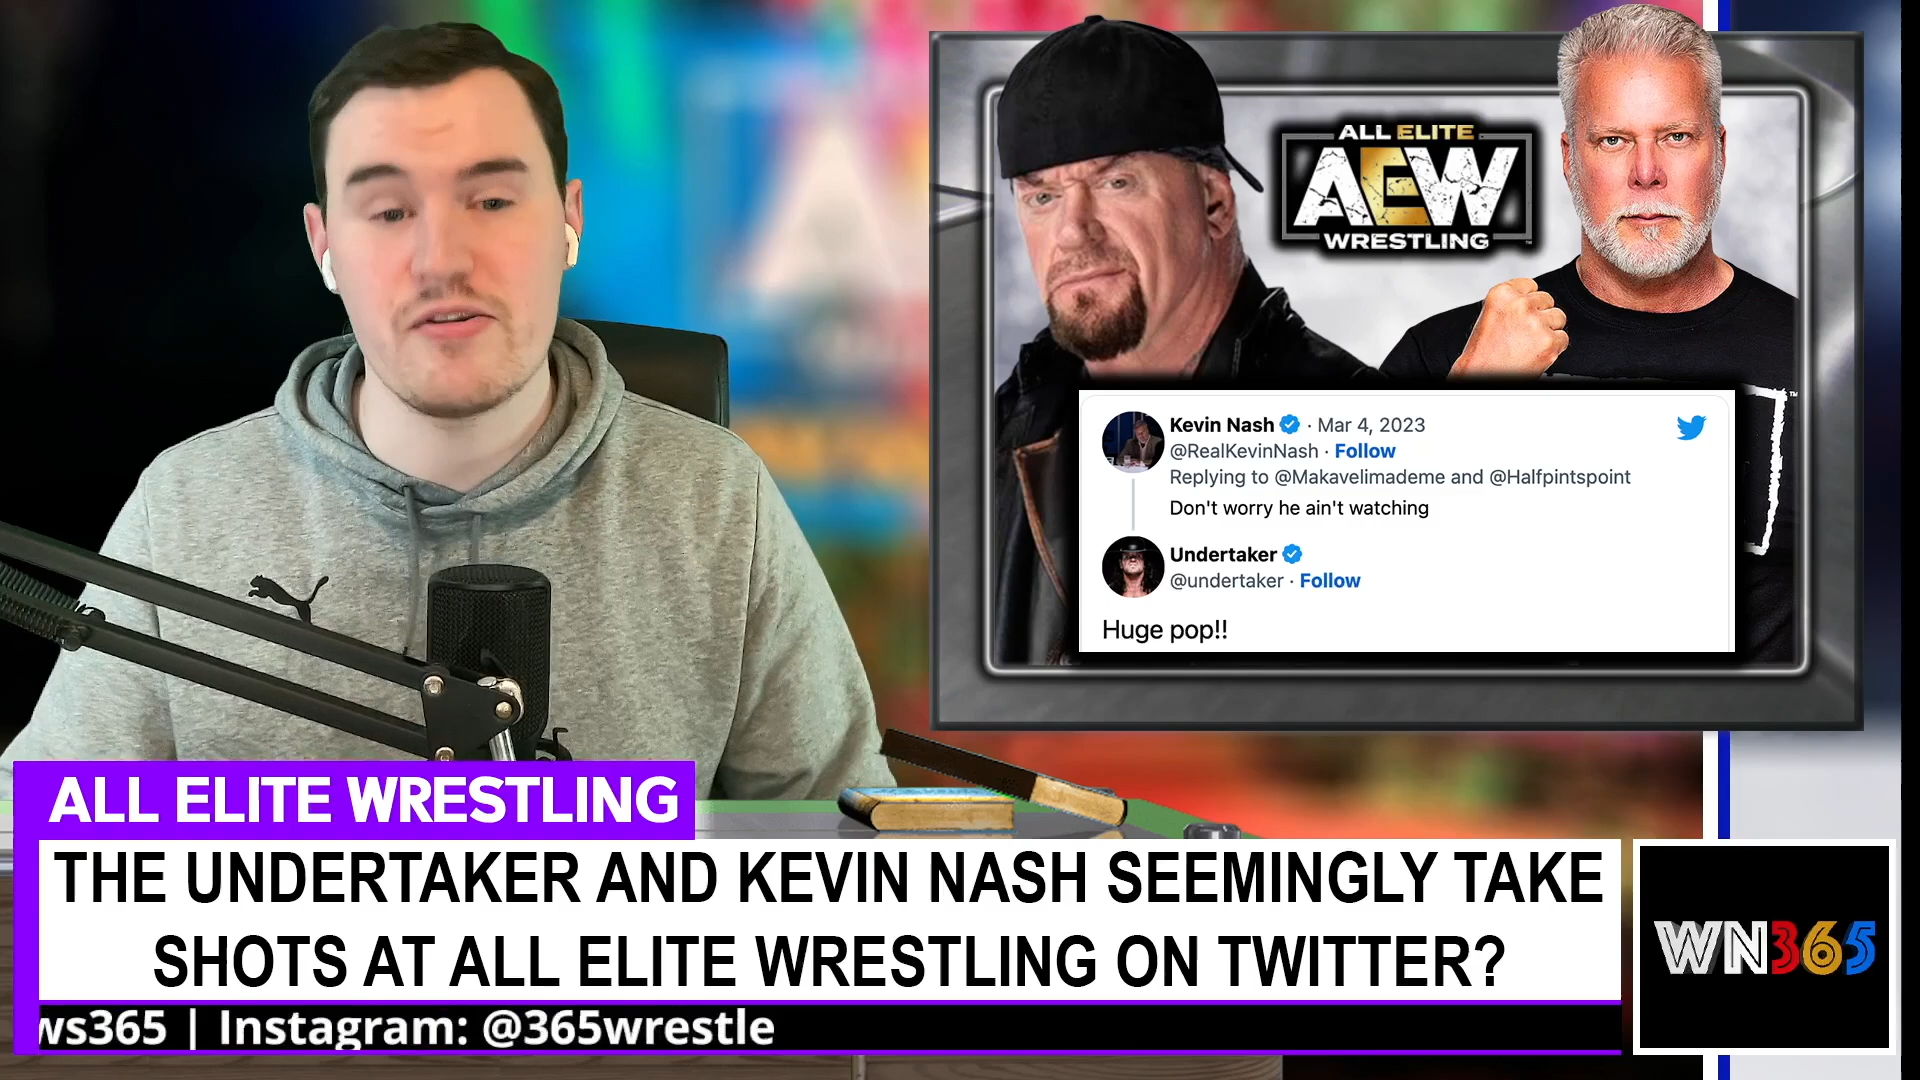 ALL ELITE
AEW
WRESTLING
™
Kevin Nash · Mar 4, 2023
@RealKevinNash · Follow
Replying to @Makavelimademe and @Halfpintspoint
Don't worry he ain't watching
Undertaker
@undertaker · Follow
Huge pop!!
ALL ELITE WRESTLING
THE UNDERTAKER AND KEVIN NASH SEEMINGLY TAKE
SHOTS AT ALL ELITE WRESTLING ON TWITTER?
WN365
ws365 | Instagram: @365wrestle